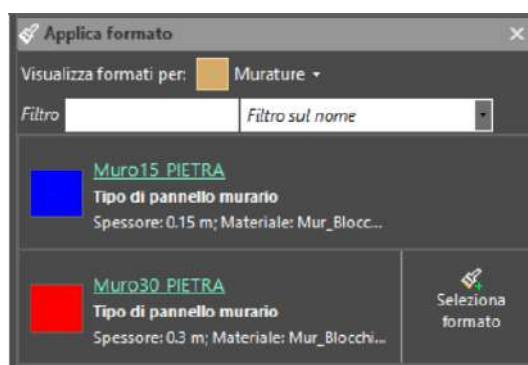 Applica formato
Visualizza formati per: Murature
Filtro Filtro sul nome
Muro15_PIETRA
Tipo di pannello murario
Spessore: 0.15 m; Materiale: Mur_Blocc...
Muro30_PIETRA
Tipo di pannello murario
Spessore: 0.3 m; Materiale: Mur_Blocchi...
Seleziona
formato